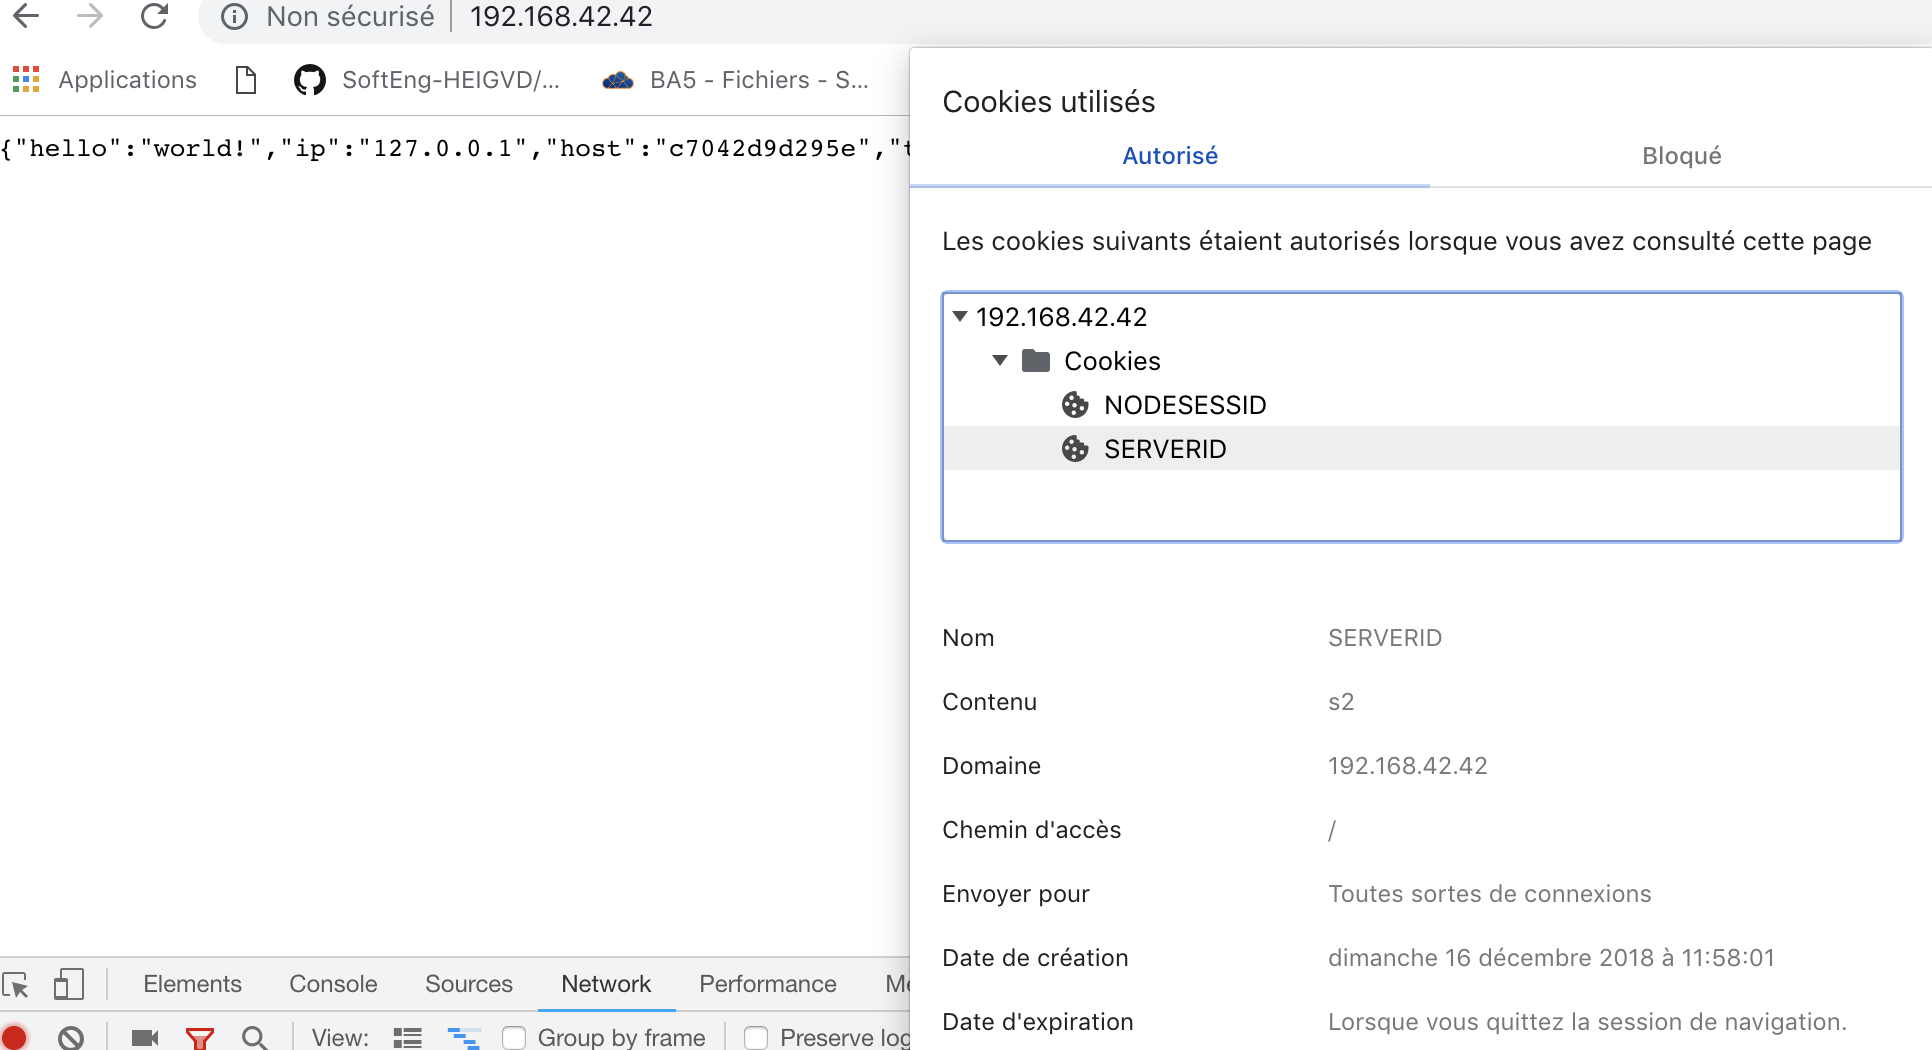 Non sécurisé 192.168.42.42
Applications SoftEng-HEIGVD/... BA5 - Fichiers - S...
{"hello":"world!","ip":"127.0.0.1","host":"c7042d9d295e","t
Cookies utilisés
Autorisé Bloqué
Les cookies suivants étaient autorisés lorsque vous avez consulté cette page
192.168.42.42
Cookies
NODESESSID
SERVERID
Nom SERVERID
Contenu s2
Domaine 192.168.42.42
Chemin d'accès /
Envoyer pour Toutes sortes de connexions
Date de création dimanche 16 décembre 2018 à 11:58:01
Date d'expiration Lorsque vous quittez la session de navigation.
Elements Console Sources Network Performance Me
View: Group by frame Preserve log